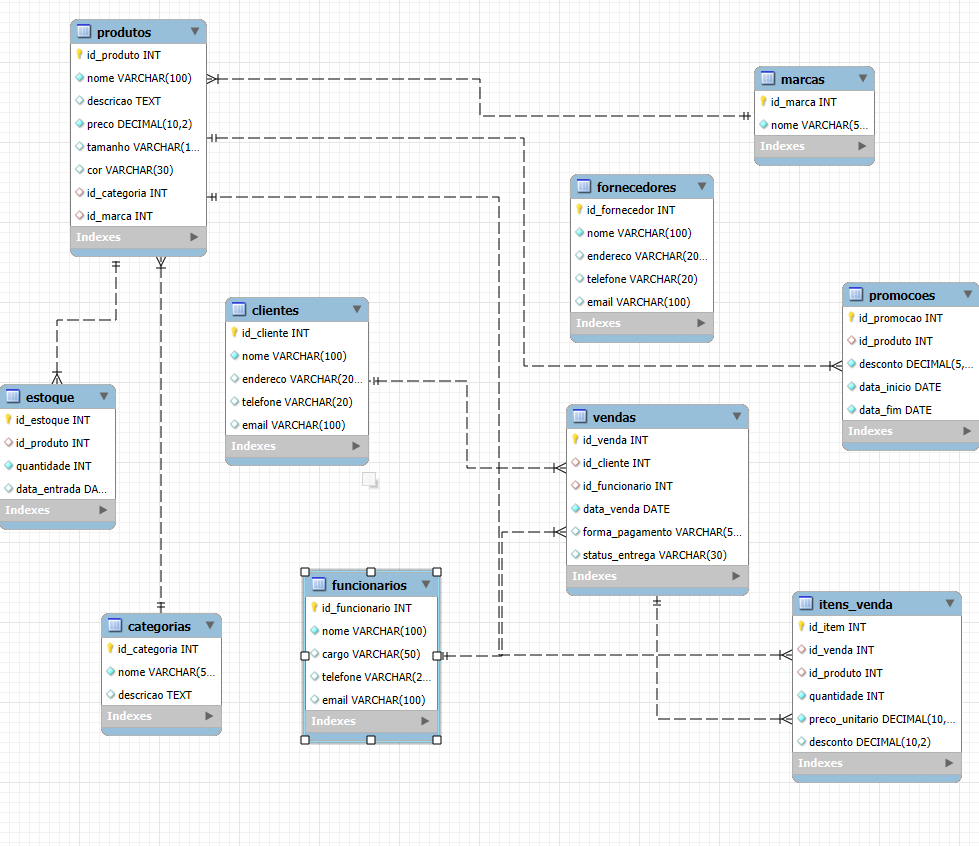 produtos
id_produto INT
nome VARCHAR(100)
descricao TEXT
preco DECIMAL(10,2)
tamanho VARCHAR(1...
cor VARCHAR(30)
id_categoria INT
id_marca INT
Indexes
marcas
id_marca INT
nome VARCHAR(5...
Indexes
fornecedores
id_fornecedor INT
nome VARCHAR(100)
endereco VARCHAR(20...
telefone VARCHAR(20)
email VARCHAR(100)
Indexes
promocoes
id_promocao INT
id_produto INT
desconto DECIMAL(5,...
data_inicio DATE
data_fim DATE
Indexes
clientes
id_cliente INT
nome VARCHAR(100)
endereco VARCHAR(20...
telefone VARCHAR(20)
email VARCHAR(100)
Indexes
estoque
id_estoque INT
id_produto INT
quantidade INT
data_entrada DA...
Indexes
vendas
id_venda INT
id_cliente INT
id_funcionario INT
data_venda DATE
forma_pagamento VARCHAR(5...
status_entrega VARCHAR(30)
Indexes
funcionarios
id_funcionario INT
nome VARCHAR(100)
cargo VARCHAR(50)
telefone VARCHAR(2...
email VARCHAR(100)
Indexes
categorias
id_categoria INT
nome VARCHAR(5...
descricao TEXT
Indexes
itens_venda
id_item INT
id_venda INT
id_produto INT
quantidade INT
preco_unitario DECIMAL(10,...
desconto DECIMAL(10,2)
Indexes